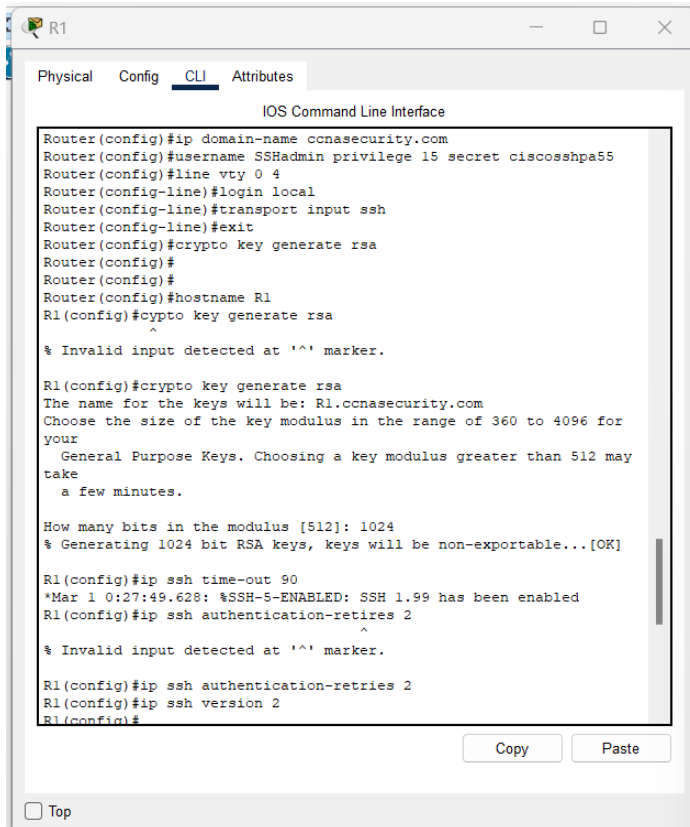 R1
Physical Config CLI Attributes
IOS Command Line Interface
Router(config)#ip domain-name ccnasecurity.com
Router(config)#username SSHadmin privilege 15 secret ciscosshpa55
Router(config)#line vty 0 4
Router(config-line)#login local
Router(config-line)#transport input ssh
Router(config-line)#exit
Router(config)#crypto key generate rsa
Router(config)#
Router(config)#
Router(config)#hostname R1
R1(config)#cypto key generate rsa
^
% Invalid input detected at '^' marker.
R1(config)#crypto key generate rsa
The name for the keys will be: R1.ccnasecurity.com
Choose the size of the key modulus in the range of 360 to 4096 for
your
General Purpose Keys. Choosing a key modulus greater than 512 may
take
a few minutes.
How many bits in the modulus [512]: 1024
% Generating 1024 bit RSA keys, keys will be non-exportable...[OK]
R1(config)#ip ssh time-out 90
*Mar 1 0:27:49.628: %SSH-5-ENABLED: SSH 1.99 has been enabled
R1(config)#ip ssh authentication-retires 2
^
% Invalid input detected at '^' marker.
R1(config)#ip ssh authentication-retries 2
R1(config)#ip ssh version 2
R1(config)#
Copy Paste
Top